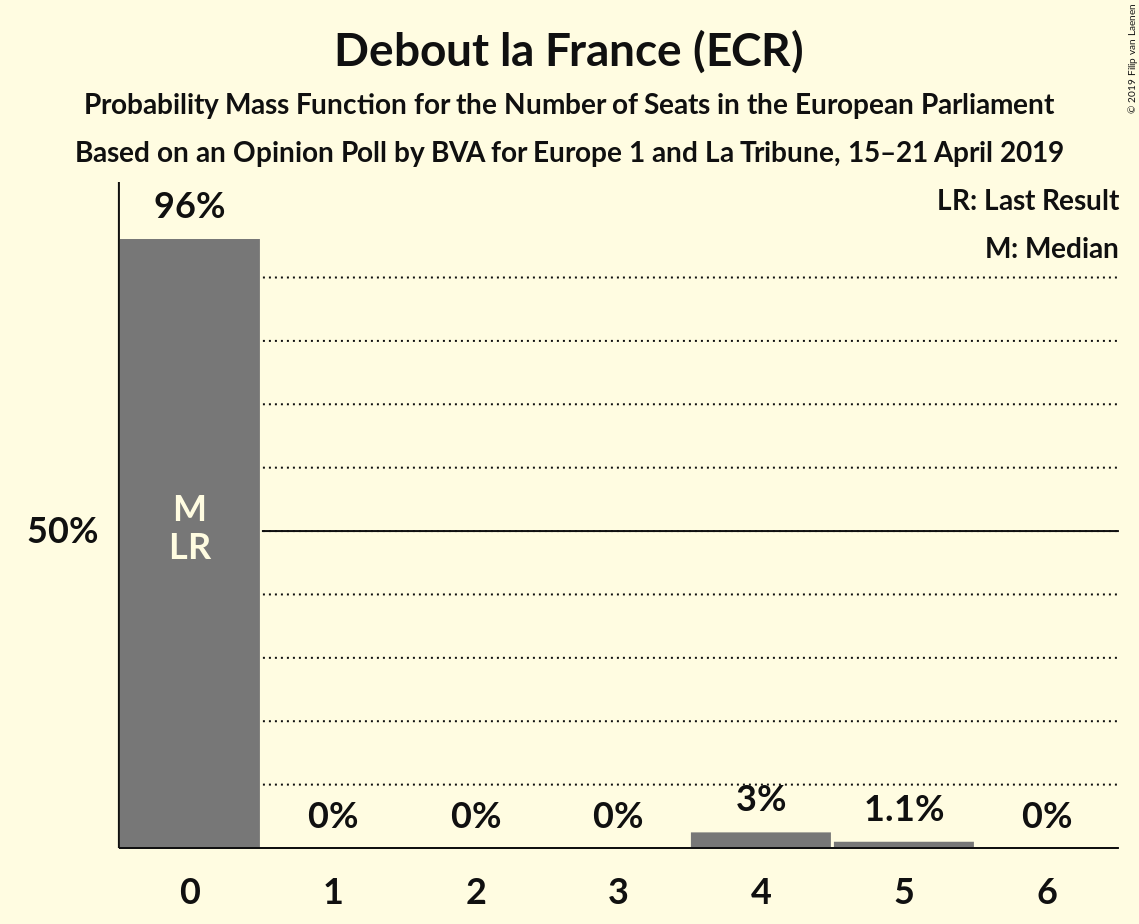 Debout la France (ECR)
Probability Mass Function for the Number of Seats in the European Parliament
Based on an Opinion Poll by BVA for Europe 1 and La Tribune, 15–21 April 2019
© 2019 Filip van Laenen
LR: Last Result
M: Median
96%
M
LR
50%
0%
0%
0%
3%
1.1%
0%
0
1
2
3
4
5
6